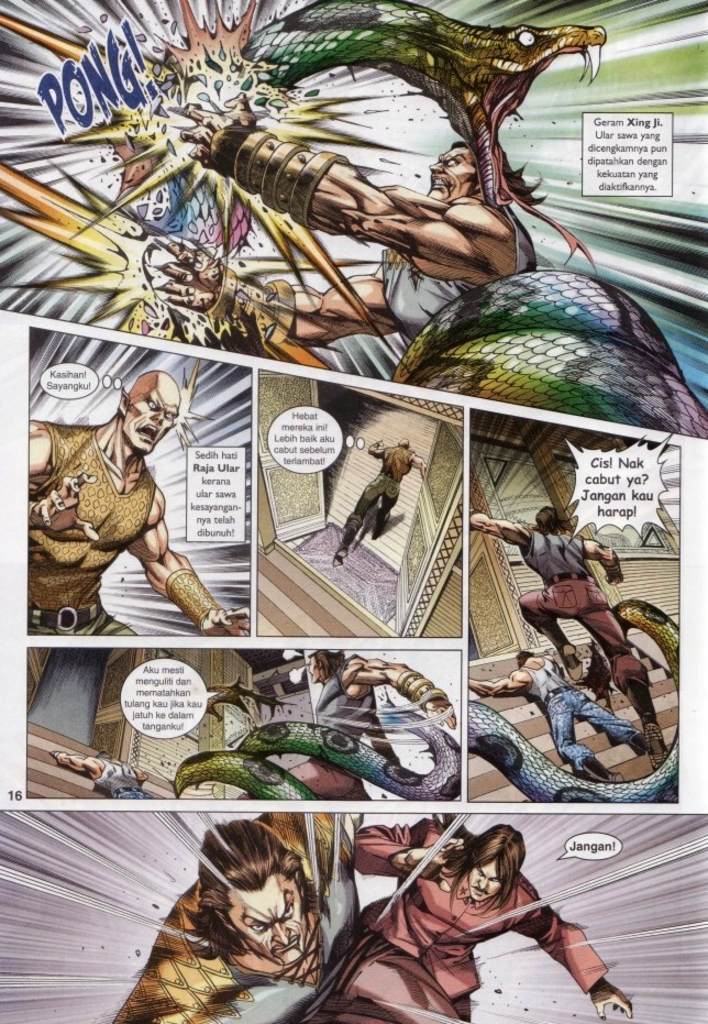 PONG!
Geram Xing Ji.
Ular sawa yang
dicengkamnya pun
dipatahkan dengan
kekuatan yang
diaktifkannya.
Kasihan!
Sayangku!
Sedih hati
Raja Ular
kerana
ular sawa
kesayangan-
nya telah
dibunuh!
Hebat
mereka ini!
Lebih baik aku
cabut sebelum
terlambat!
Cis! Nak
cabut ya?
Jangan kau
harap!
Aku mesti
menguliti dan
mematahkan
tulang kau jika kau
jatuh ke dalam
tanganku!
16
Jangan!